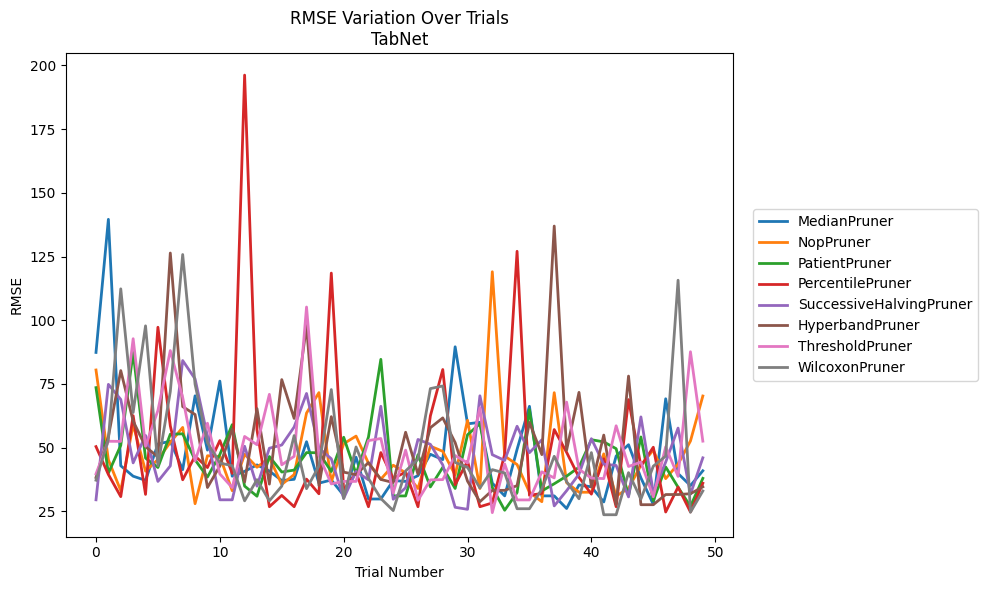 RMSE Variation Over Trials
TabNet
200
175
150
125
100
75
50
25
RMSE
0
10
20
30
40
50
Trial Number
MedianPruner
NopPruner
PatientPruner
PercentilePruner
SuccessiveHalvingPruner
HyperbandPruner
ThresholdPruner
WilcoxonPruner